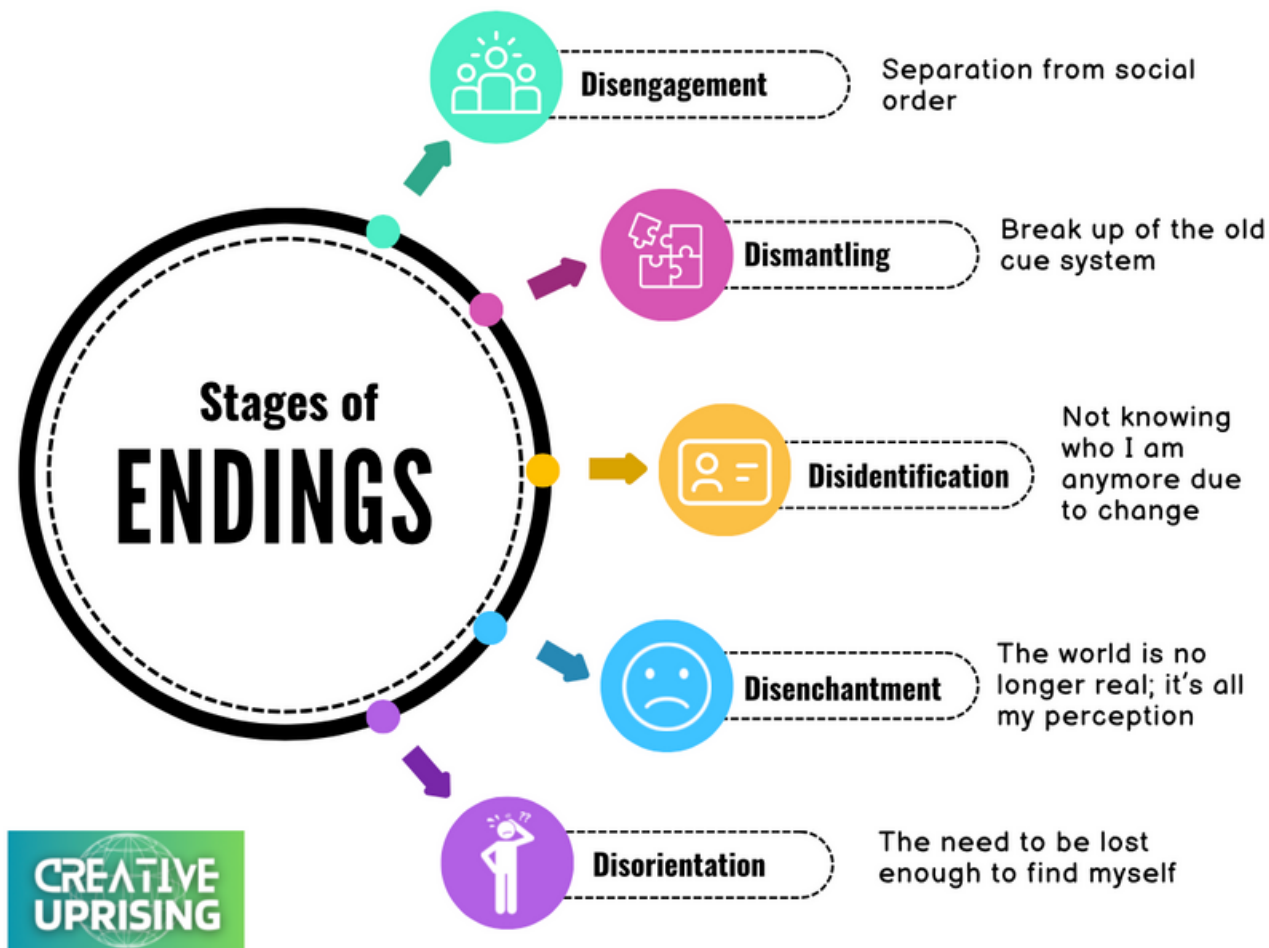 Disengagement
Separation from social
order
Dismantling
Break up of the old
cue system
Stages of
ENDINGS
Disidentification
Not knowing
who I am
anymore due
to change
Disenchantment
The world is no
longer real; it's all
my perception
??
Disorientation
The need to be lost
enough to find myself
CREATIVE
UPRISING